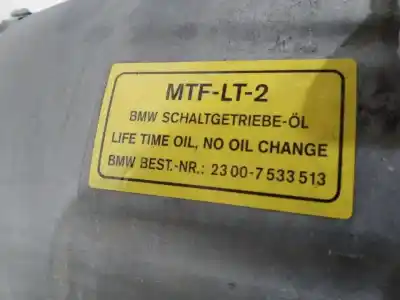 MTF-LT-2
BMW SCHALTGETRIEBE-ÖL
LIFE TIME OIL, NO OIL CHANGE
BMW BEST.-NR.: 23 00-7 533 513